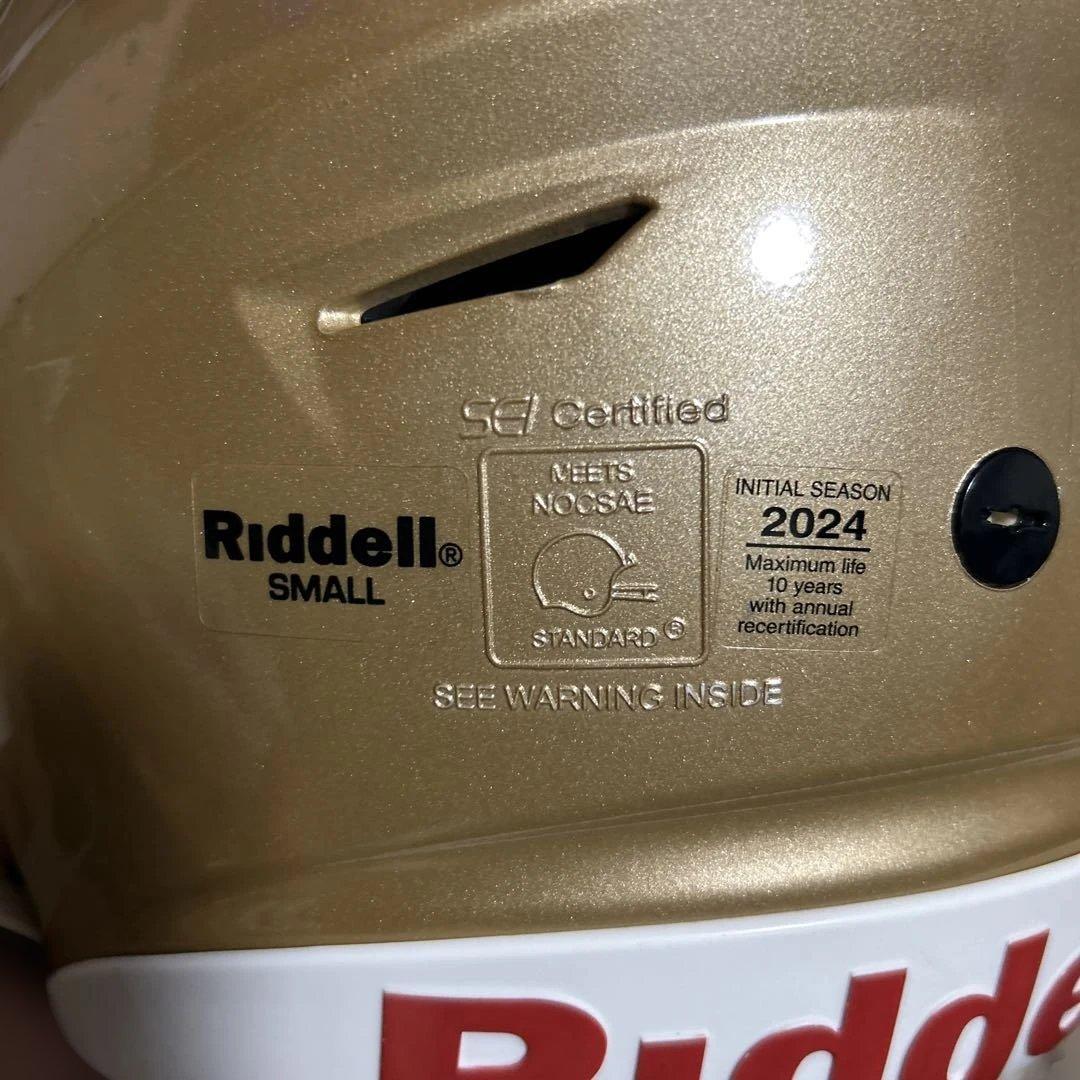 SEI Certified
MEETS
NOCSAE
STANDARD®
SEE WARNING INSIDE
Riddell®
SMALL
INITIAL SEASON
2024
Maximum life
10 years
with annual
recertification
Ridde